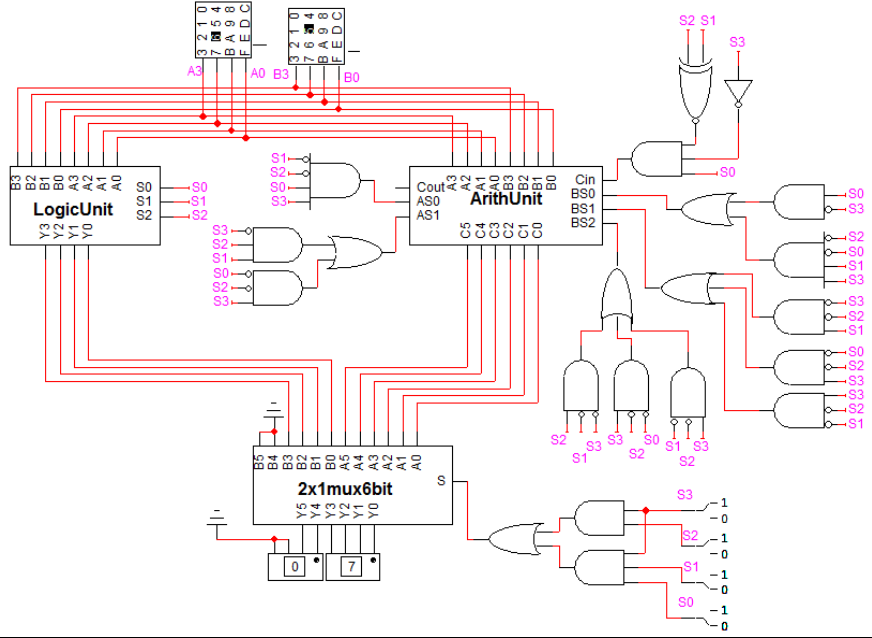 3 2 1 0
7 5 4
B A 9 8
F E D C
3 2 1 0
7 6 4
B A 9 8
F E D C
A3 A0 B3 B0
S2 S1
S3
S0
B3 B2 B1 B0 A3 A2 A1 A0
LogicUnit
S0 S0
S1 S1
S2 S2
Y3 Y2 Y1 Y0
S1
S2
S0
S3
S3
S2
S1
S0
S2
S3
A3 A2 A1 A0 B3 B2 B1 B0
Cout
AS0
AS1
ArithUnit
Cin
BS0
BS1
BS2
C5 C4 C3 C2 C1 C0
S0
S3
S2
S0
S1
S3
S3
S2
S1
S0
S2
S3
S3
S2
S1
S2 S1 S3
S3 S2 S0
S1 S2 S3
B5 B4 B3 B2 B1 B0 A5 A4 A3 A2 A1 A0
2x1mux6bit
S
Y5 Y4 Y3 Y2 Y1 Y0
0 7
S3 1
0
S2 1
0
S1 1
0
S0 1
0